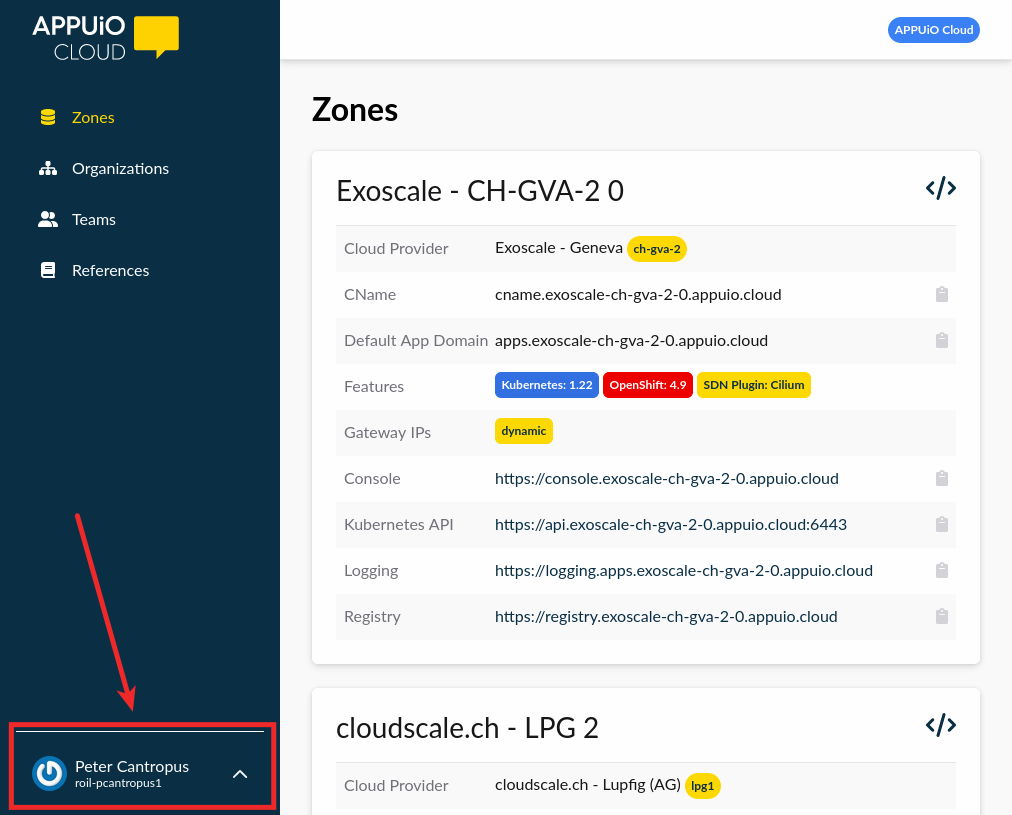 APPUiO
CLOUD
Zones
Organizations
Teams
References
Peter Cantropus
roil-pcantropus1
APPUiO Cloud
Zones
Exoscale - CH-GVA-2 0
Cloud Provider Exoscale - Geneva ch-gva-2
CName cname.exoscale-ch-gva-2-0.appuio.cloud
Default App Domain apps.exoscale-ch-gva-2-0.appuio.cloud
Features Kubernetes: 1.22 OpenShift: 4.9 SDN Plugin: Cilium
Gateway IPs dynamic
Console https://console.exoscale-ch-gva-2-0.appuio.cloud
Kubernetes API https://api.exoscale-ch-gva-2-0.appuio.cloud:6443
Logging https://logging.apps.exoscale-ch-gva-2-0.appuio.cloud
Registry https://registry.exoscale-ch-gva-2-0.appuio.cloud
cloudscale.ch - LPG 2
Cloud Provider cloudscale.ch - Lupfig (AG) lpg1